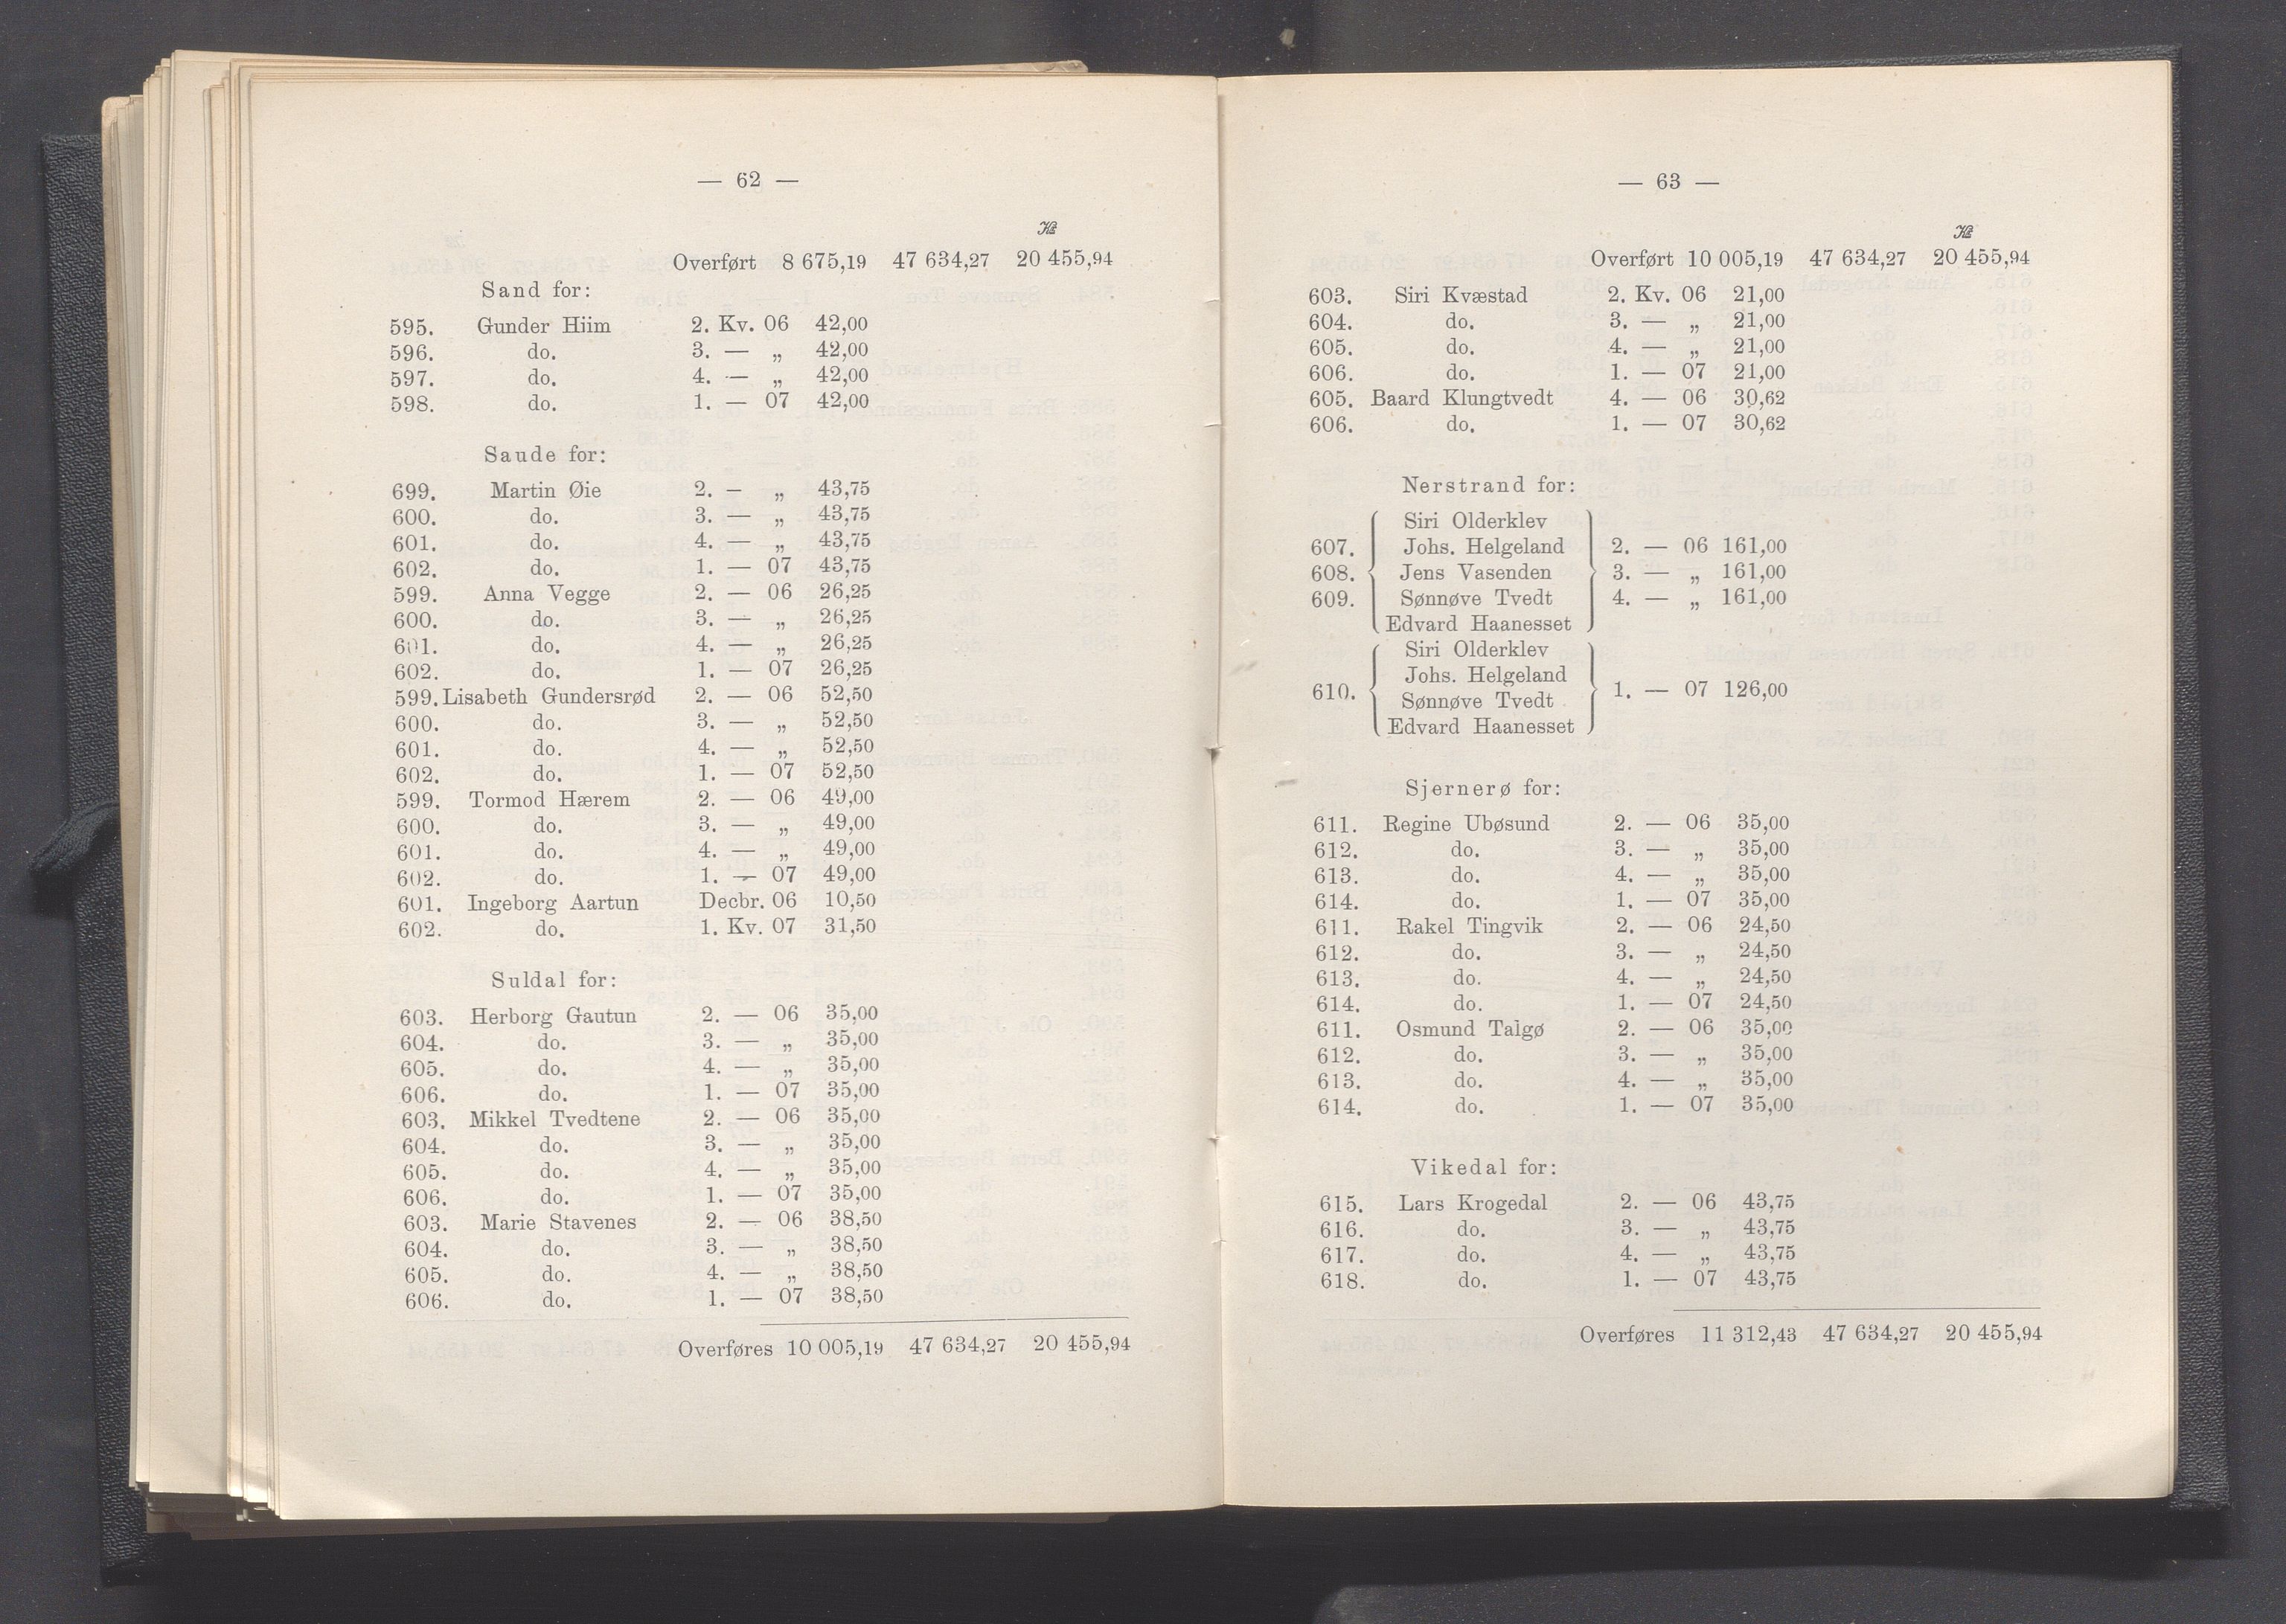 — 62 —
Kr.
Overført 8 675,19 47 634,27 20 455,94
Sand for:
595. Gunder Hiim 2. Kv. 06 42,00
596. do. 3. — „ 42,00
597. do. 4. — „ 42,00
598. do. 1. — 07 42,00
Saude for:
699. Martin Øie 2. — „ 43,75
600. do. 3. — „ 43,75
601. do. 4. — „ 43,75
602. do. 1. — 07 43,75
599. Anna Vegge 2. — 06 26,25
600. do. 3. — „ 26,25
601. do. 4. — „ 26,25
602. do. 1. — 07 26,25
599. Lisabeth Gundersrød 2. — 06 52,50
600. do. 3. — „ 52,50
601. do. 4. — „ 52,50
602. do. 1. — 07 52,50
599. Tormod Hærem 2. — 06 49,00
600. do. 3. — „ 49,00
601. do. 4. — „ 49,00
602. do. 1. — 07 49,00
601. Ingeborg Aartun Decbr. 06 10,50
602. do. 1. Kv. 07 31,50
Suldal for:
603. Herborg Gautun 2. — 06 35,00
604. do. 3. — „ 35,00
605. do. 4. — „ 35,00
606. do. 1. — 07 35,00
603. Mikkel Tvedtene 2. — 06 35,00
604. do. 3. — „ 35,00
605. do. 4. — „ 35,00
606. do. 1. — 07 35,00
603. Marie Stavenes 2. — 06 38,50
604. do. 3. — „ 38,50
605. do. 4. — „ 38,50
606. do. 1. — 07 38,50
Overføres 10 005,19 47 634,27 20 455,94
— 63 —
Kr.
Overført 10 005,19 47 634,27 20 455,94
603. Siri Kvæstad 2. Kv. 06 21,00
604. do. 3. — „ 21,00
605. do. 4. — „ 21,00
606. do. 1. — 07 21,00
605. Baard Klungtvedt 4. — 06 30,62
606. do. 1. — 07 30,62
Nerstrand for:
Siri Olderklev
607. Johs. Helgeland 2. — 06 161,00
608. Jens Vasenden 3. — „ 161,00
609. Sønnøve Tvedt 4. — „ 161,00
Edvard Haanesset
Siri Olderklev
Johs. Helgeland
610. Sønnøve Tvedt 1. — 07 126,00
Edvard Haanesset
Sjernerø for:
611. Regine Ubøsund 2. — 06 35,00
612. do. 3. — „ 35,00
613. do. 4. — „ 35,00
614. do. 1. — 07 35,00
611. Rakel Tingvik 2. — 06 24,50
612. do. 3. — „ 24,50
613. do. 4. — „ 24,50
614. do. 1. — 07 24,50
611. Osmund Talgø 2. — 06 35,00
612. do. 3. — „ 35,00
613. do. 4. — „ 35,00
614. do. 1. — 07 35,00
Vikedal for:
615. Lars Krogedal 2. — 06 43,75
616. do. 3. — „ 43,75
617. do. 4. — „ 43,75
618. do. 1. — 07 43,75
Overføres 11 312,43 47 634,27 20 455,94